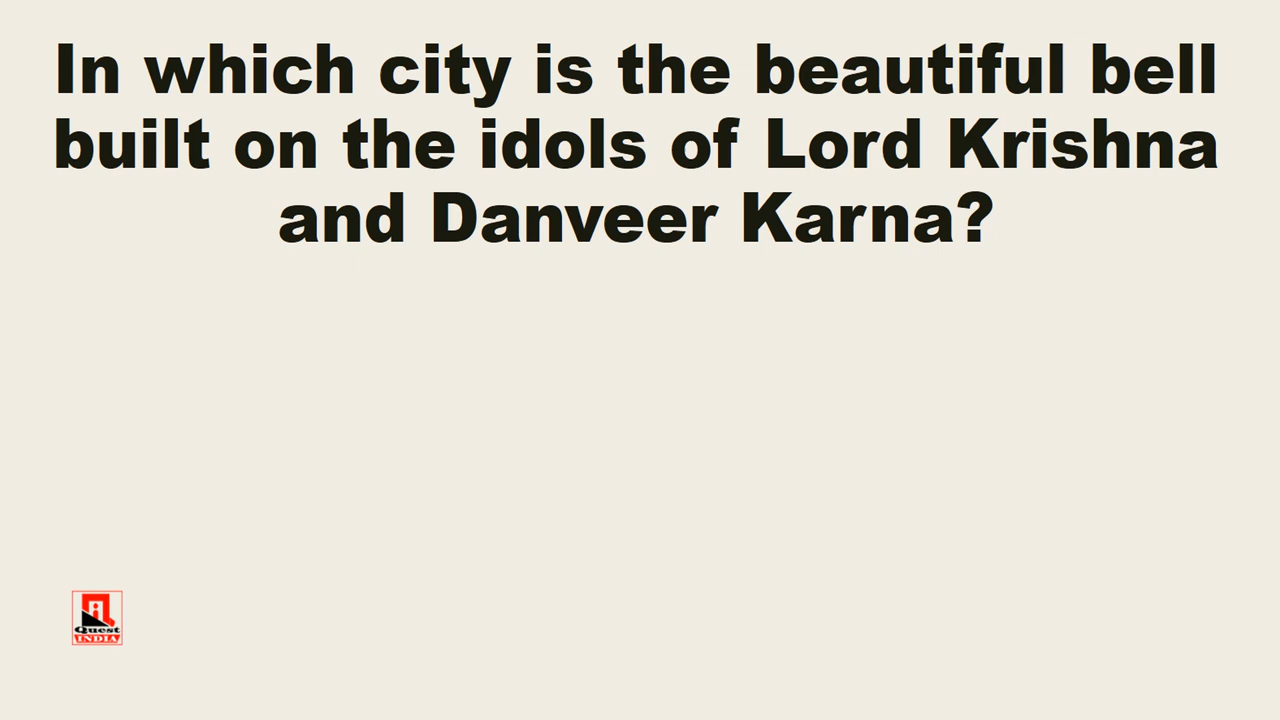 In which city is the beautiful bell
built on the idols of Lord Krishna
and Danveer Karna?
Quest
INDIA